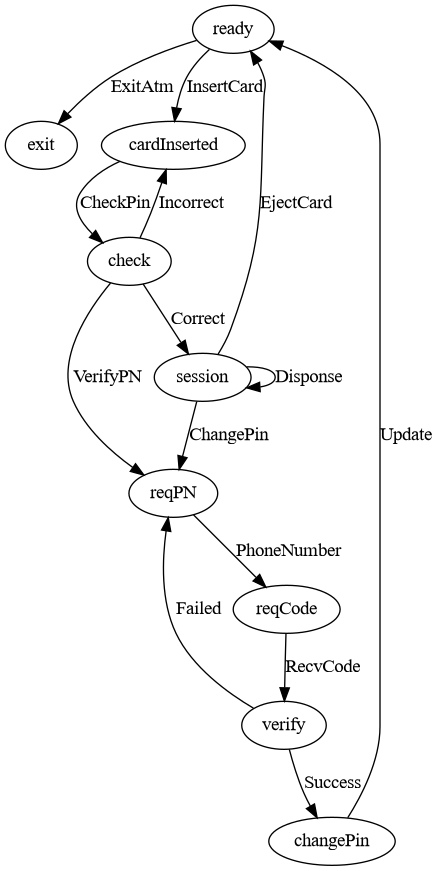 ready
ExitAtm
InsertCard
exit
cardInserted
CheckPin
Incorrect
EjectCard
check
Correct
VerifyPN
session
Disponse
ChangePin
Update
reqPN
PhoneNumber
Failed
reqCode
RecvCode
verify
Success
changePin